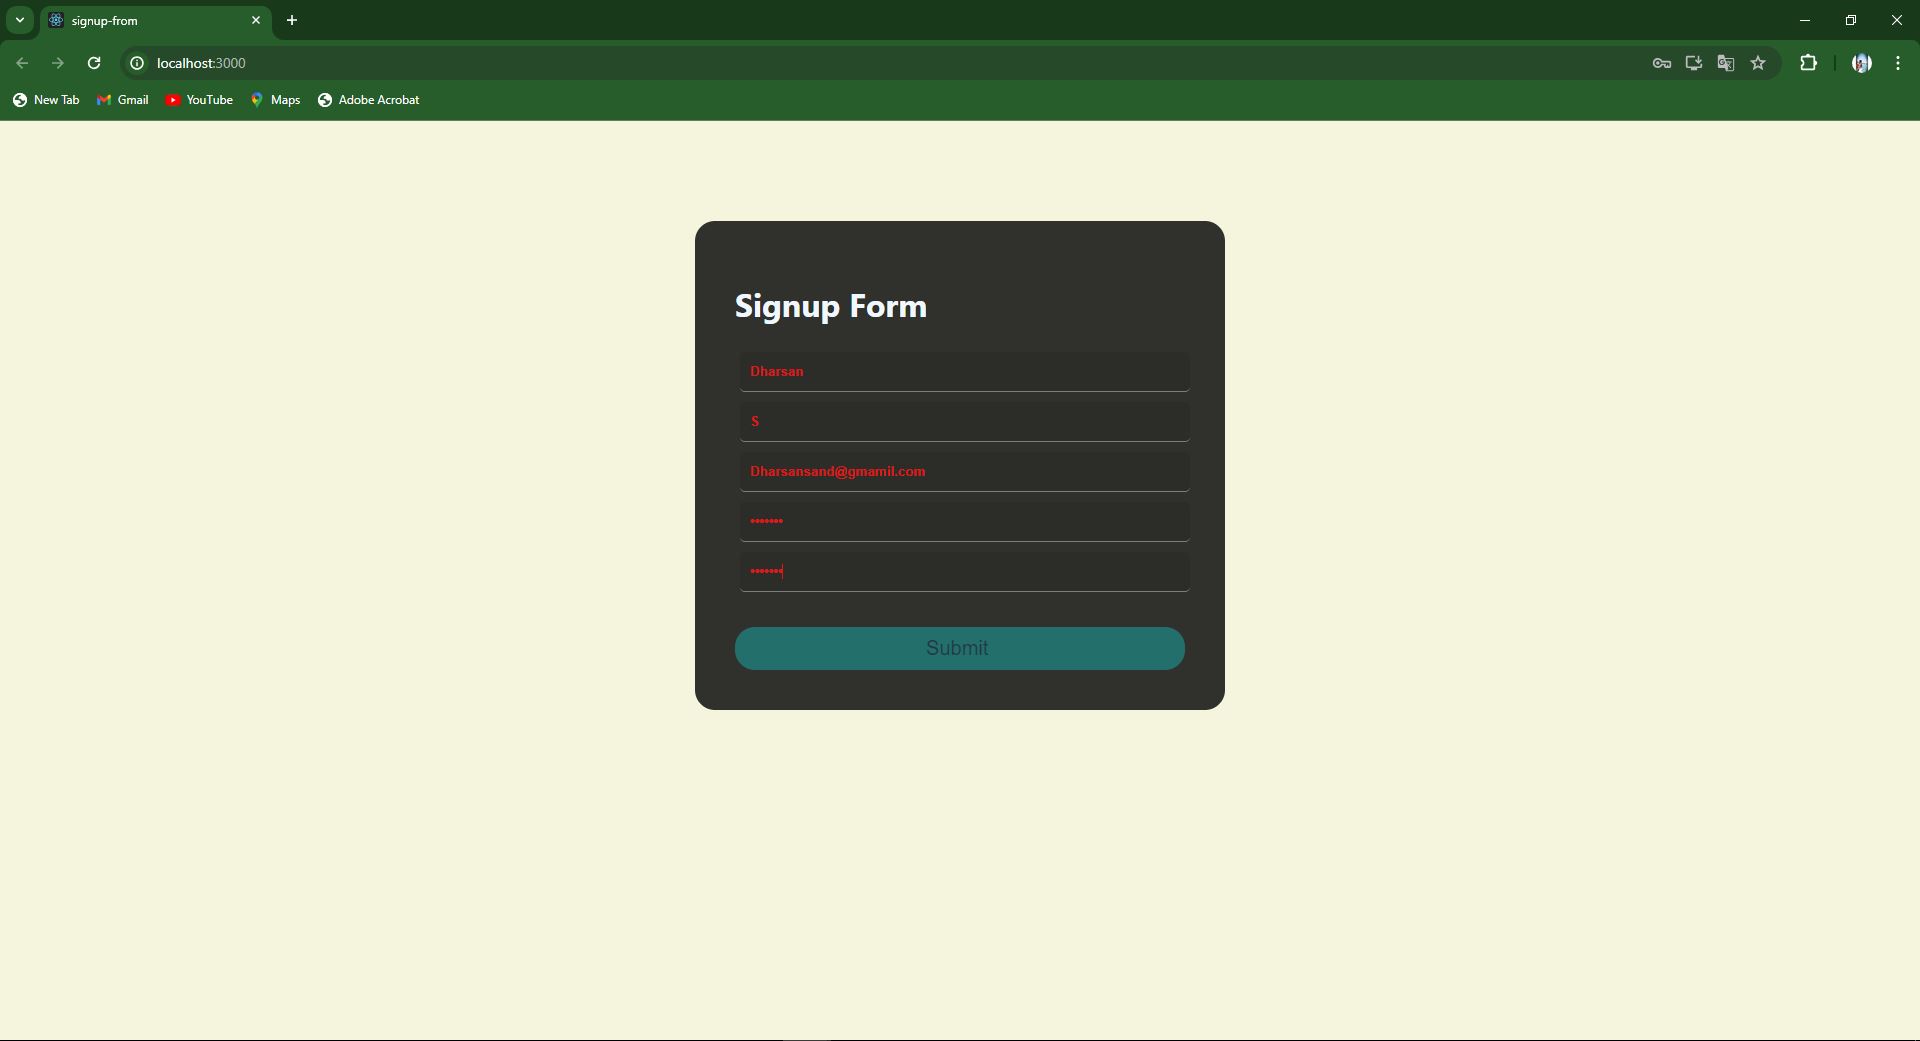 signup-from
localhost:3000
New Tab Gmail YouTube Maps Adobe Acrobat
Signup Form
Dharsan
S
Dharsansand@gmamil.com
•••••••
•••••••
Submit